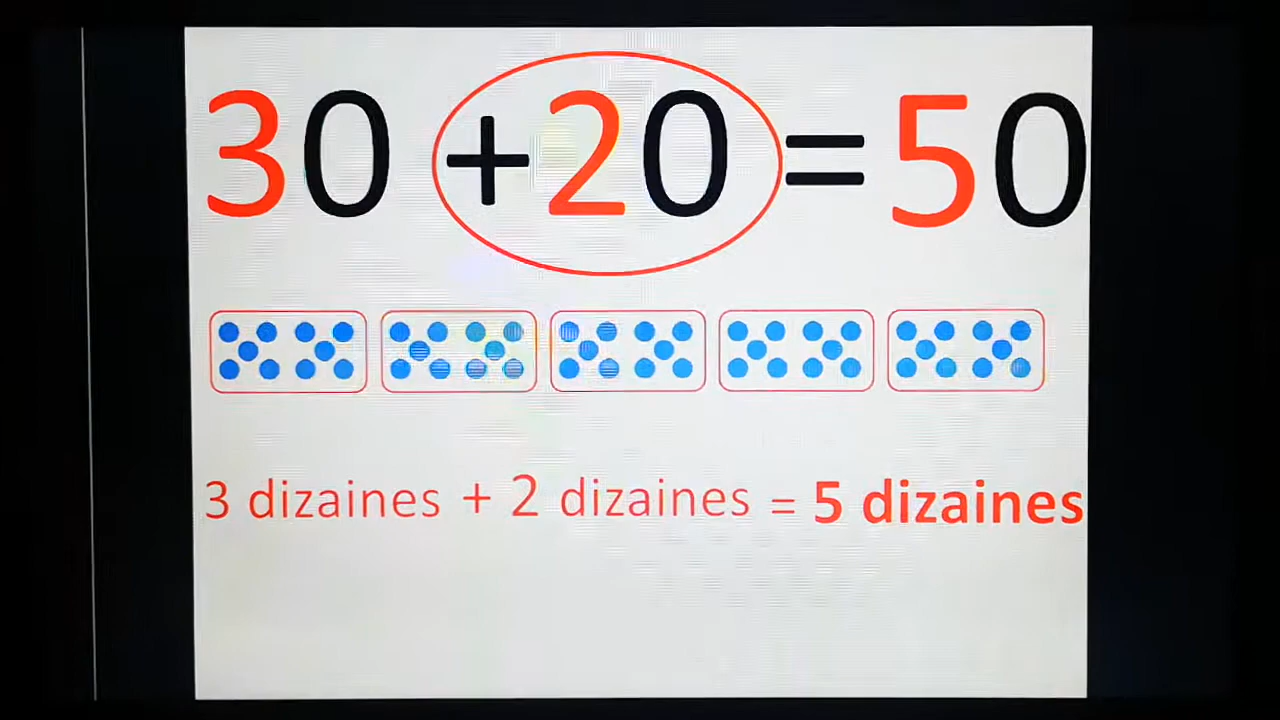 30 +20 = 50
3 dizaines + 2 dizaines = 5 dizaines